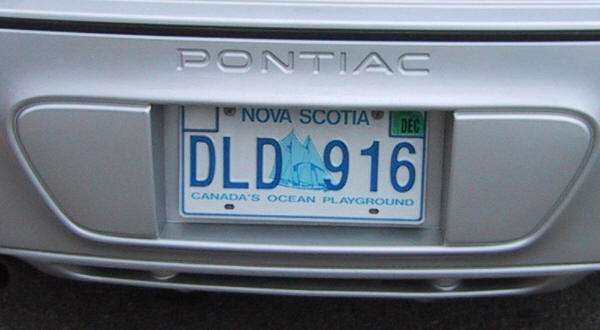 PONTIAC
NOVA SCOTIA
DEC
DLD 916
CANADA'S OCEAN PLAYGROUND